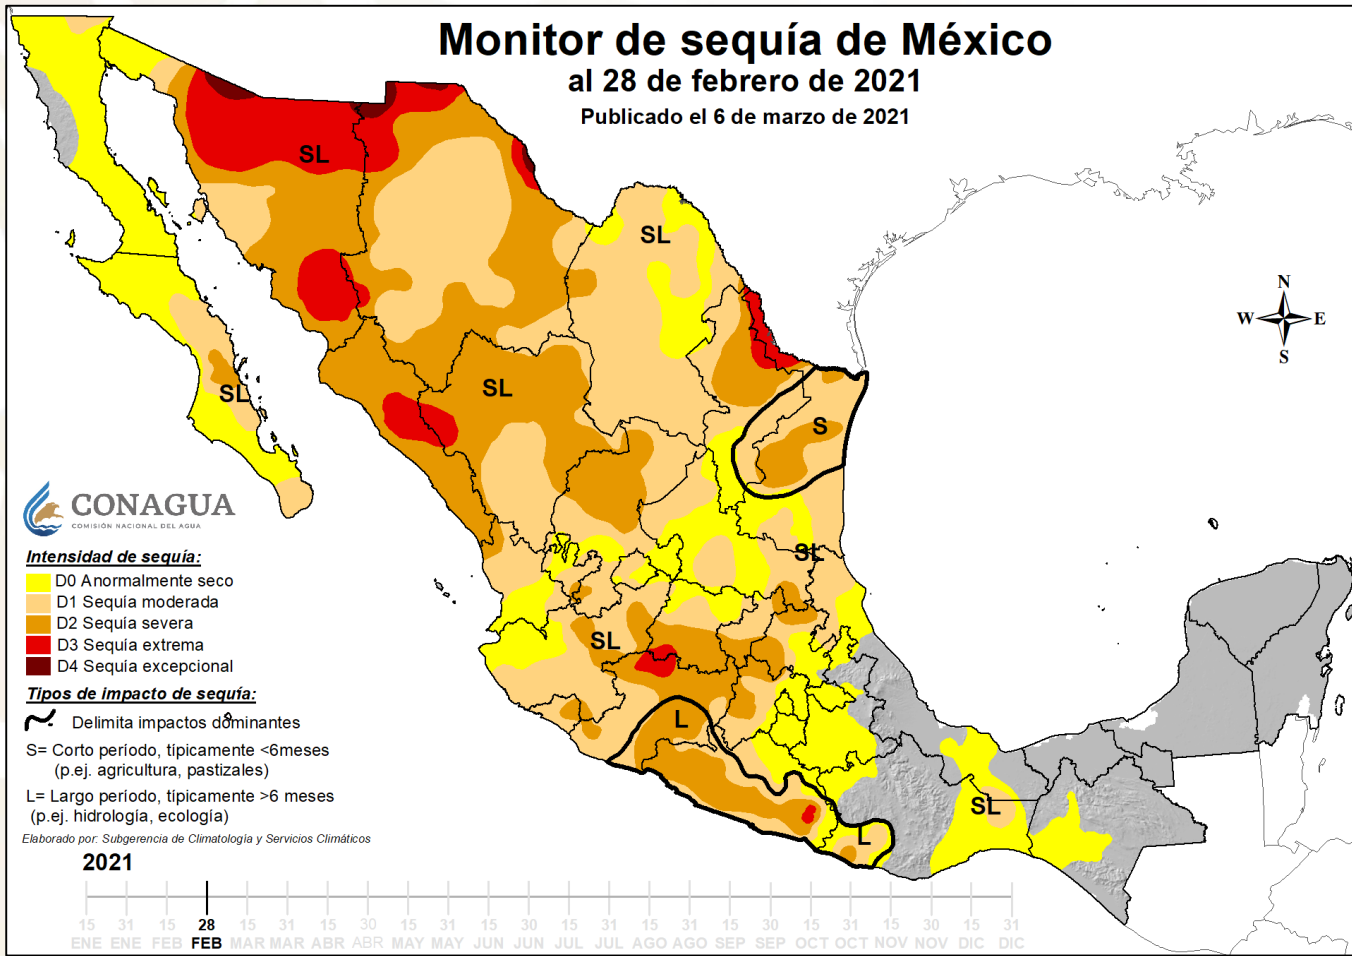 Monitor de sequía de México
al 28 de febrero de 2021
Publicado el 6 de marzo de 2021
SL
SL
SL
SL
S
SL
SL
L
L
SL
N
W E
S
CONAGUA
COMISIÓN NACIONAL DEL AGUA
Intensidad de sequía:
D0 Anormalmente seco
D1 Sequía moderada
D2 Sequía severa
D3 Sequía extrema
D4 Sequía excepcional
Tipos de impacto de sequía:
Delimita impactos dominantes
S= Corto período, típicamente <6meses
(p.ej. agricultura, pastizales)
L= Largo período, típicamente >6 meses
(p.ej. hidrología, ecología)
Elaborado por: Subgerencia de Climatología y Servicios Climáticos
2021
15 31 15 28 15 31 15 30 15 31 15 30 15 31 15 31 15 30 15 31 15 30 15 31
ENE ENE FEB FEB MAR MAR ABR ABR MAY MAY JUN JUN JUL JUL AGO AGO SEP SEP OCT OCT NOV NOV DIC DIC